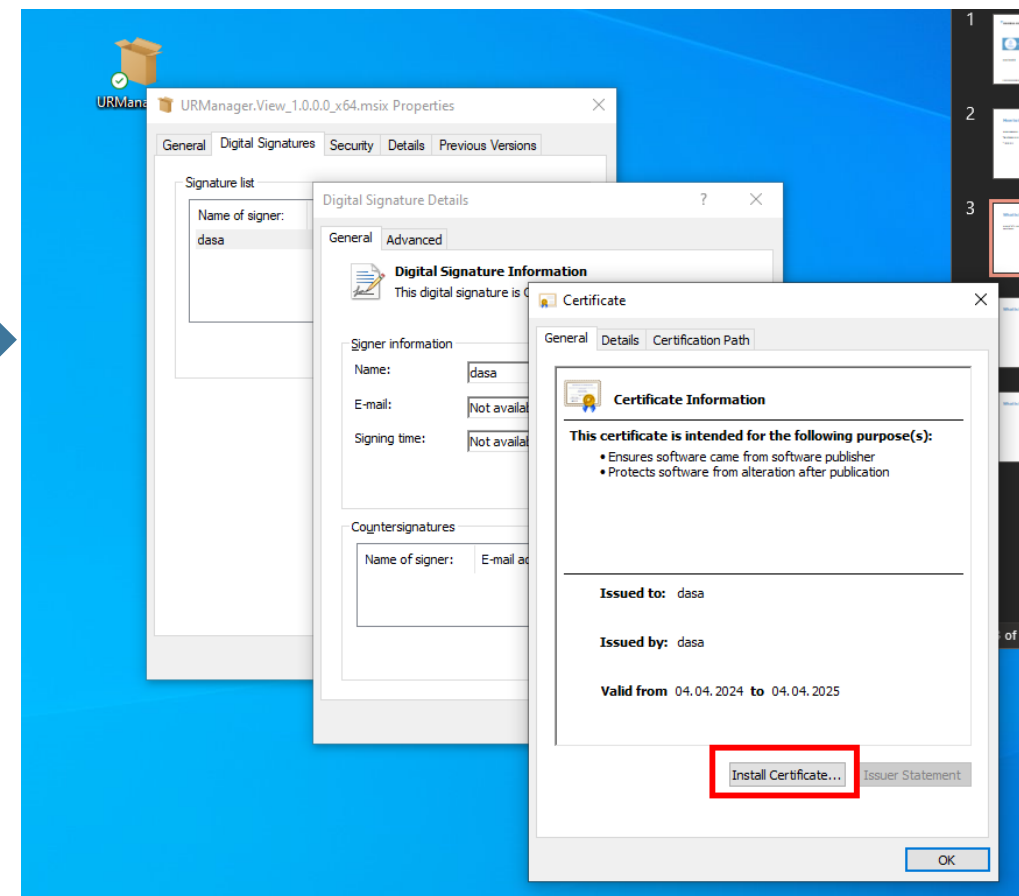 URMana
URManager.View_1.0.0.0_x64.msix Properties
General Digital Signatures Security Details Previous Versions
Signature list
Name of signer:
dasa
Digital Signature Details
General Advanced
Digital Signature Information
This digital signature is
Signer information
Name: dasa
E-mail: Not availal
Signing time: Not availal
Countersignatures
Name of signer: E-mail ad
Certificate
General Details Certification Path
Certificate Information
This certificate is intended for the following purpose(s):
• Ensures software came from software publisher
• Protects software from alteration after publication
Issued to: dasa
Issued by: dasa
Valid from 04.04.2024 to 04.04.2025
Install Certificate... Issuer Statement
OK
1
2
3
of